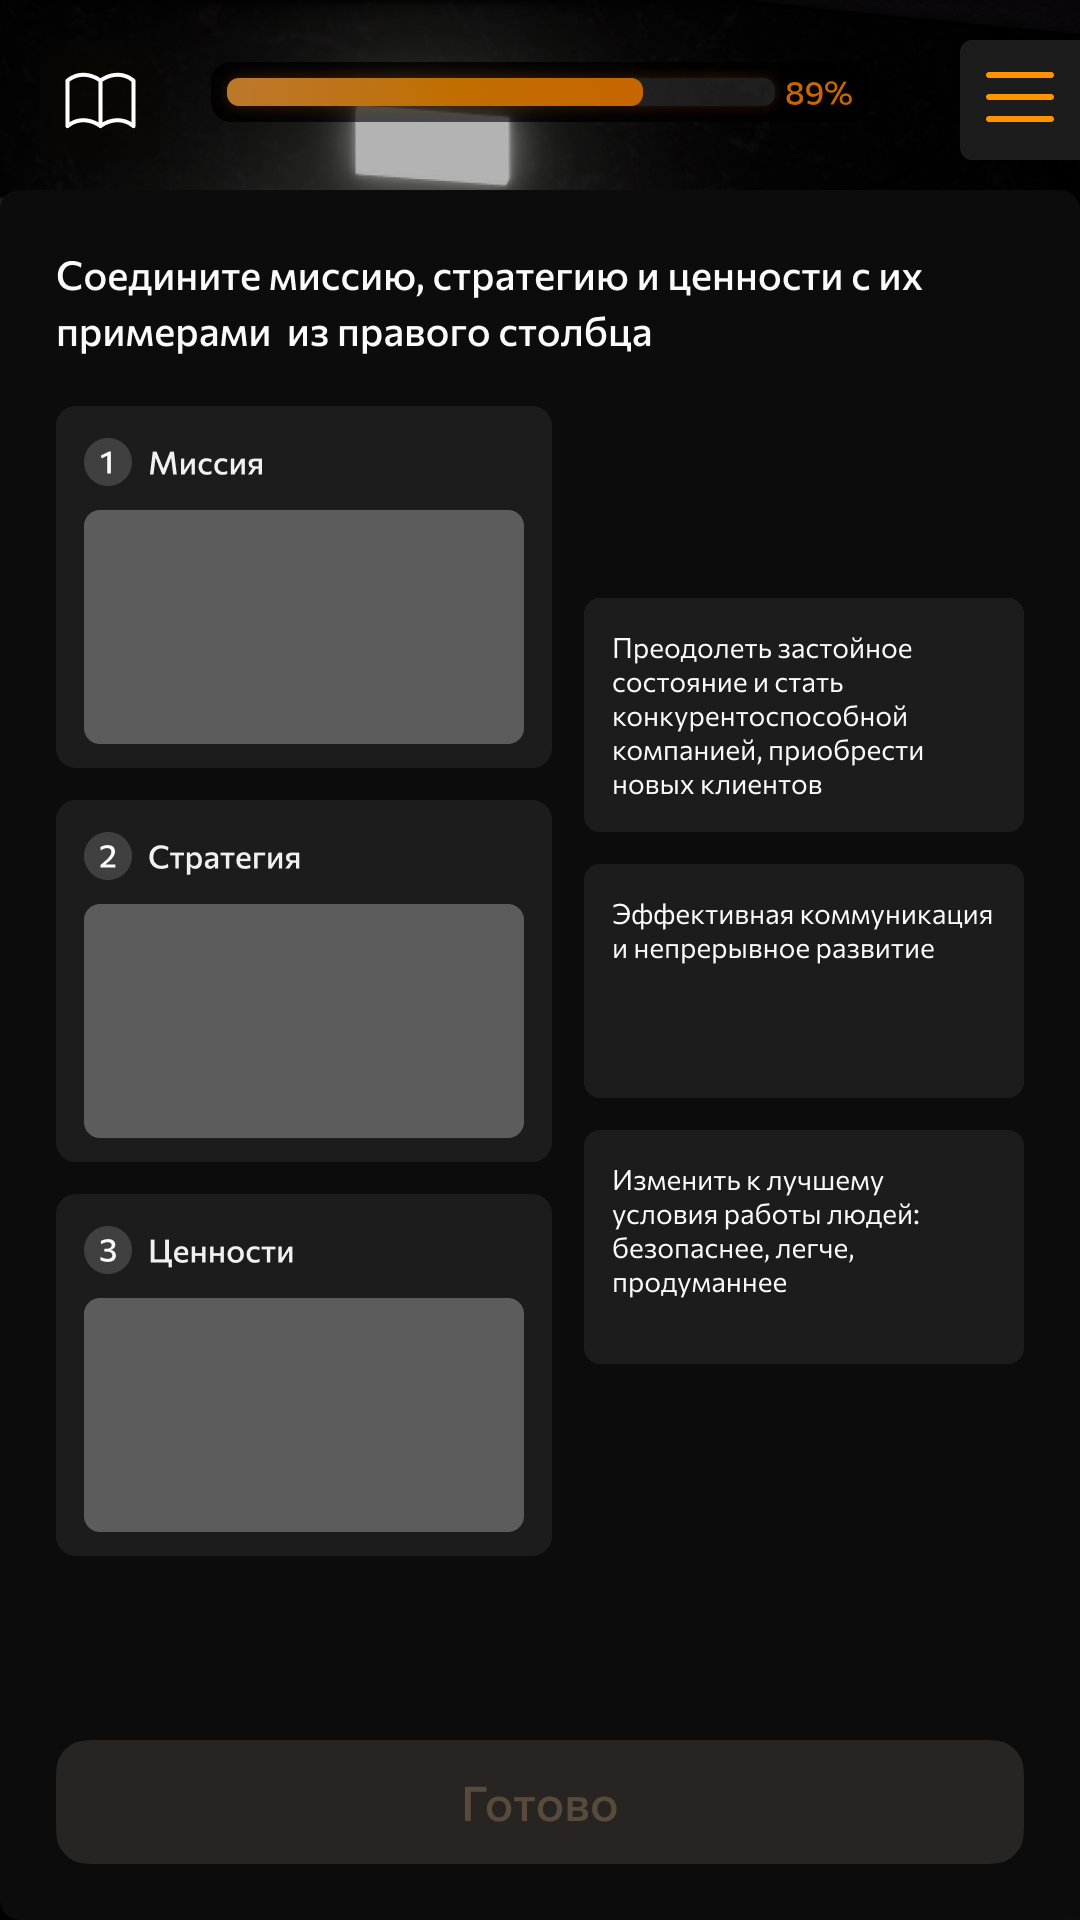 89%
Соедините миссию, стратегию и ценности с их
примерами из правого столбца
1 Миссия
2 Стратегия
3 Ценности
Преодолеть застойное
состояние и стать
конкурентоспособной
компанией, приобрести
новых клиентов
Эффективная коммуникация
и непрерывное развитие
Изменить к лучшему
условия работы людей:
безопаснее, легче,
продуманнее
Готово